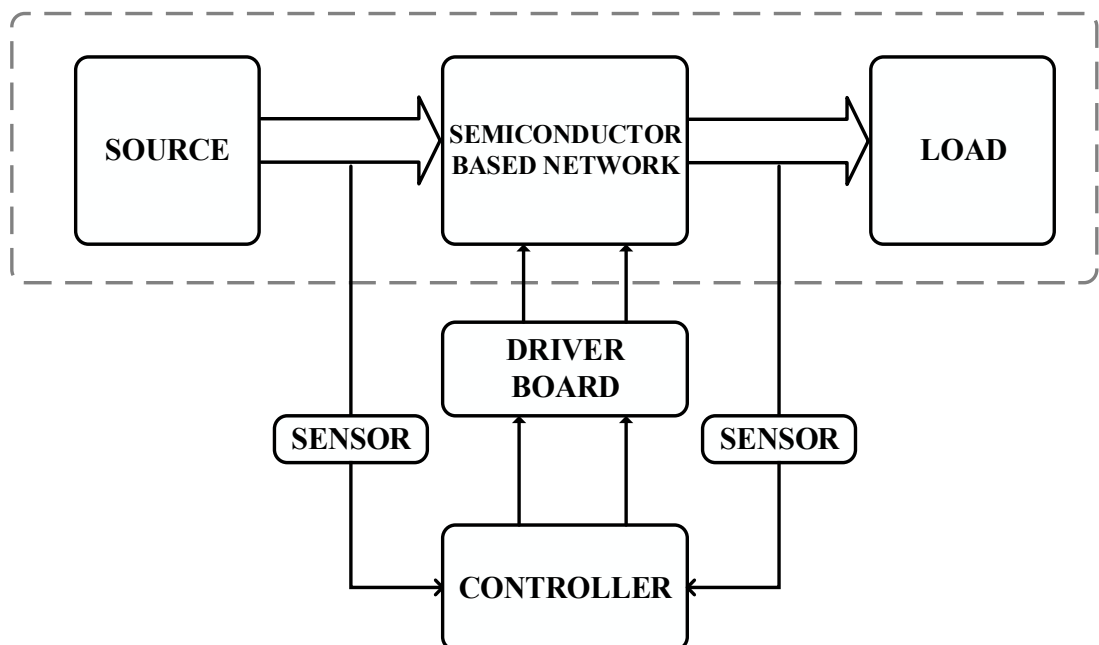 SOURCE
SEMICONDUCTOR
BASED NETWORK
LOAD
DRIVER
BOARD
SENSOR
SENSOR
CONTROLLER